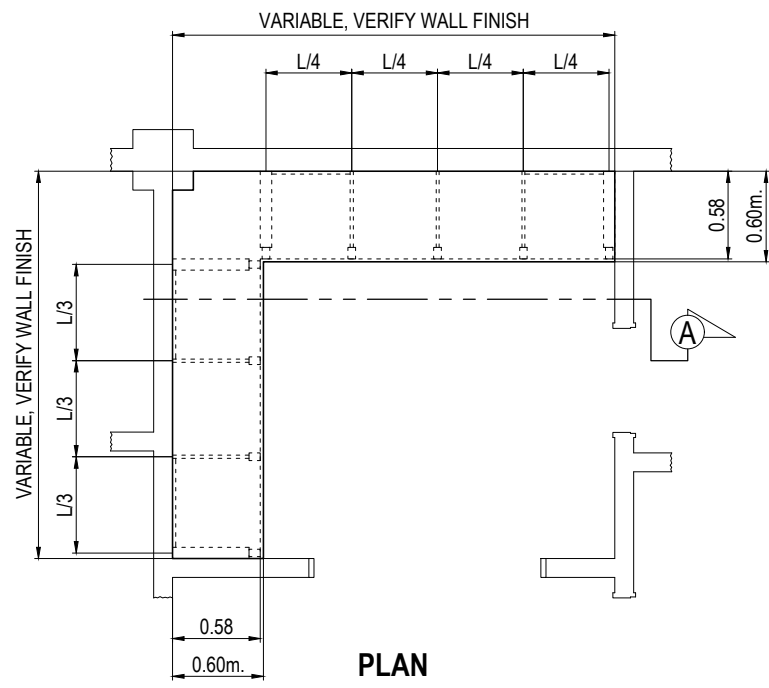 VARIABLE, VERIFY WALL FINISH
L/4 L/4 L/4 L/4
0.58
0.60m.
VARIABLE, VERIFY WALL FINISH
L/3
L/3
L/3
A
0.58
0.60m.
PLAN